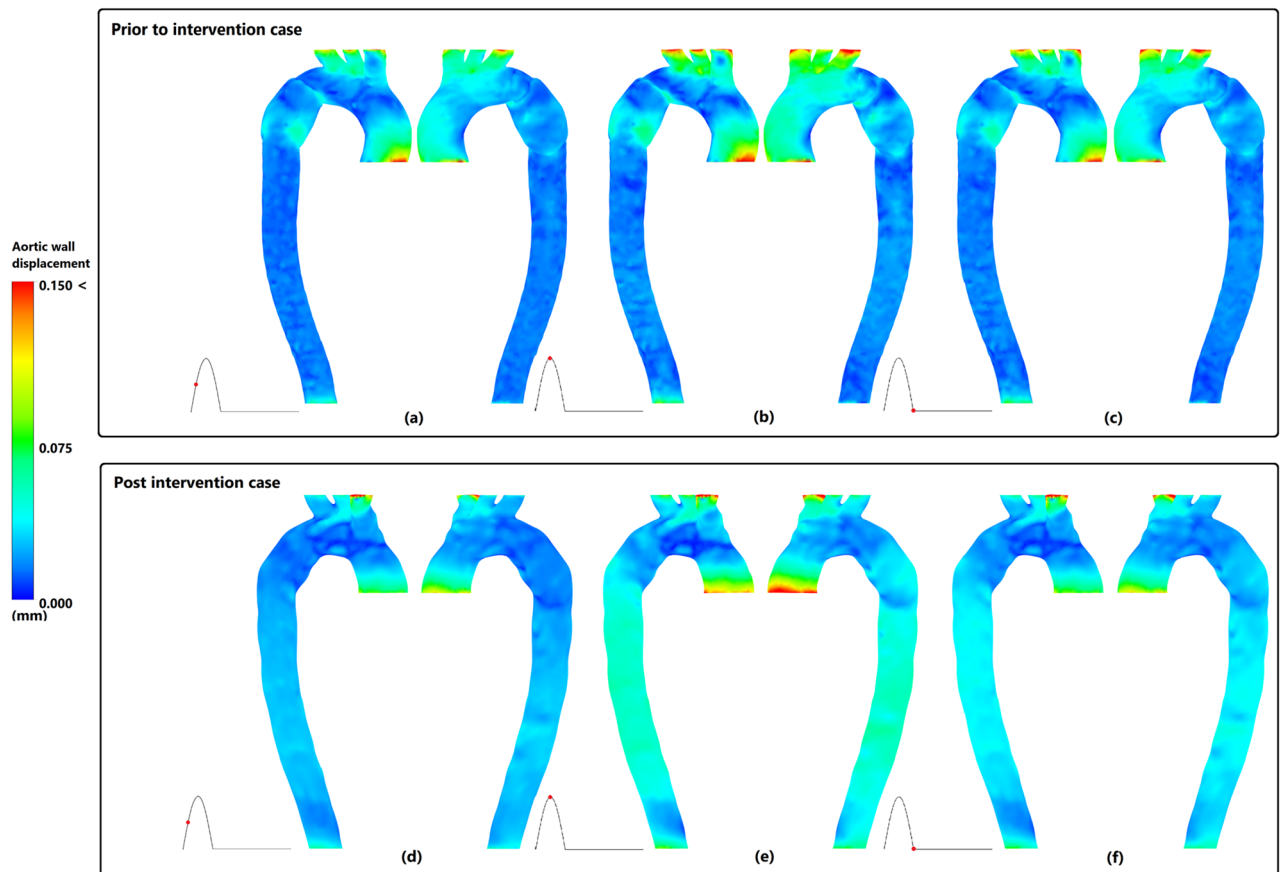 Prior to intervention case
(a)
(b)
(c)
Aortic wall
displacement
0.150 <
0.075
0.000
(mm)
Post intervention case
(d)
(e)
(f)